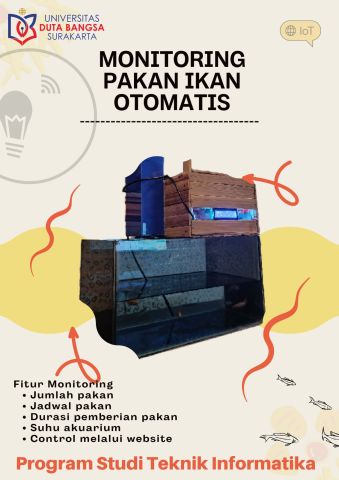 UNIVERSITAS
DUTA BANGSA
SURAKARTA
IoT
MONITORING
PAKAN IKAN
OTOMATIS
Fitur Monitoring
• Jumlah pakan
• Jadwal pakan
• Durasi pemberian pakan
• Suhu akuarium
• Control melalui website
Program Studi Teknik Informatika